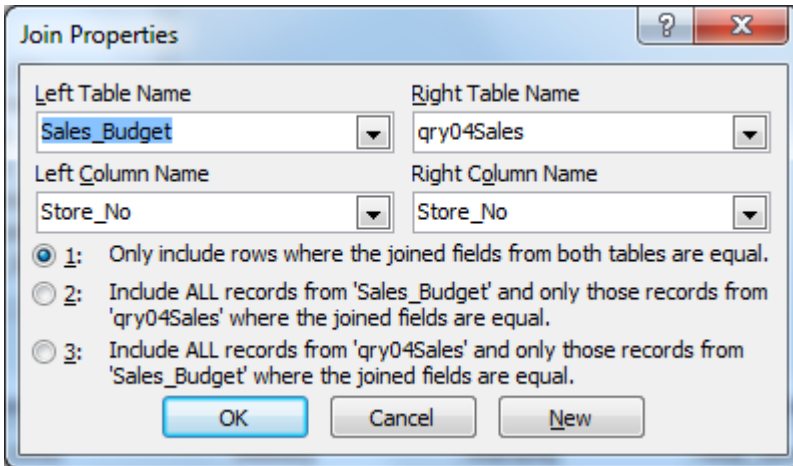 Join Properties
?
X
Left Table Name
Right Table Name
Sales_Budget
qry04Sales
Left Column Name
Right Column Name
Store_No
Store_No
1: Only include rows where the joined fields from both tables are equal.
2: Include ALL records from 'Sales_Budget' and only those records from
'qry04Sales' where the joined fields are equal.
3: Include ALL records from 'qry04Sales' and only those records from
'Sales_Budget' where the joined fields are equal.
OK
Cancel
New